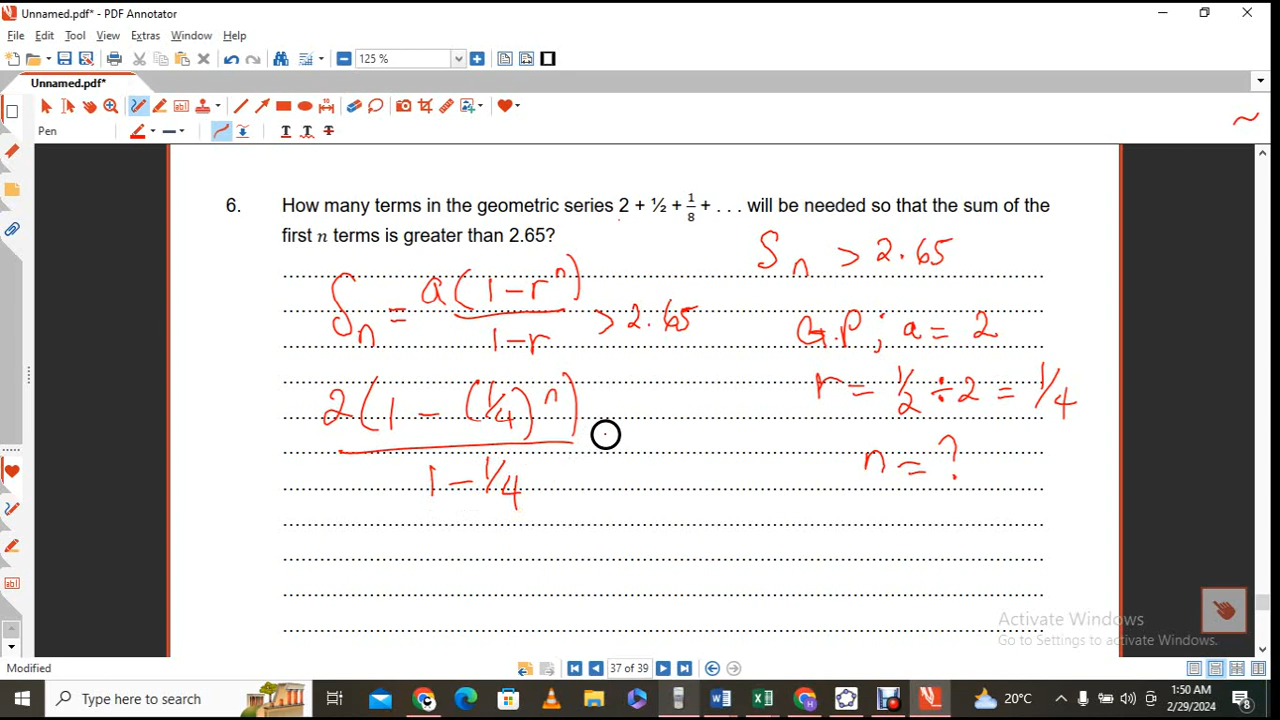 Unnamed.pdf* - PDF Annotator
File Edit Tool View Extras Window Help
125 %
Unnamed.pdf*
Pen
T T T
6. How many terms in the geometric series 2 + ½ + 1/8 + . . . will be needed so that the sum of the
first n terms is greater than 2.65?
Sn > 2.65
Sn = a(1-r^n)/1-r > 2.65
G.P; a = 2
r = 1/2 ÷ 2 = 1/4
2(1 - (1/4)^n)/1 - 1/4
n = ?
Activate Windows
Go to Settings to activate Windows.
Modified
37 of 39
Type here to search
20°C
1:50 AM
2/29/2024
8